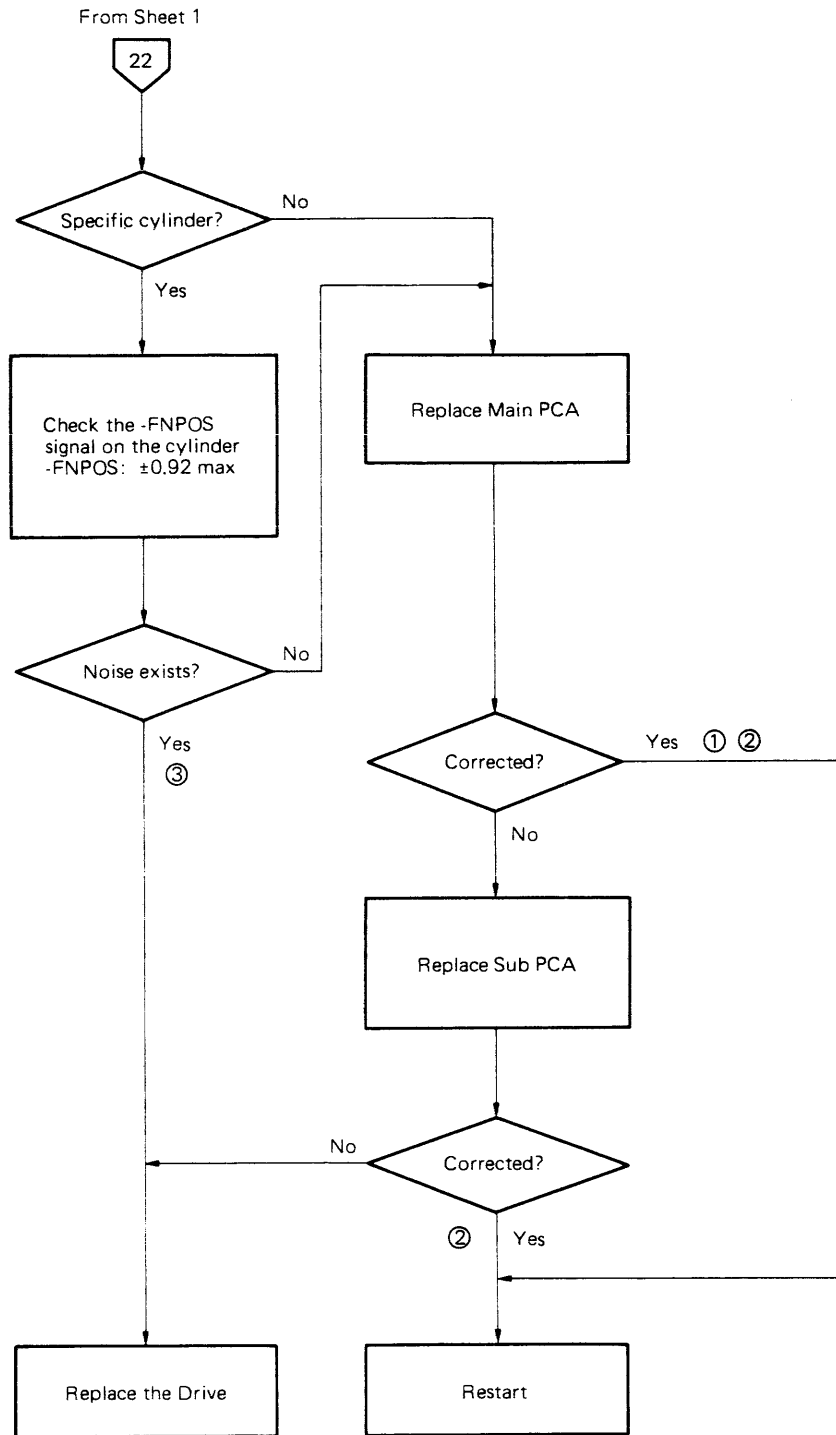 From Sheet 1
22
Specific cylinder?
No
Yes
Check the -FNPOS
signal on the cylinder
-FNPOS: ±0.92 max
Replace Main PCA
Noise exists?
No
Yes
③
Corrected?
Yes ① ②
No
Replace Sub PCA
No
Corrected?
② Yes
Replace the Drive
Restart